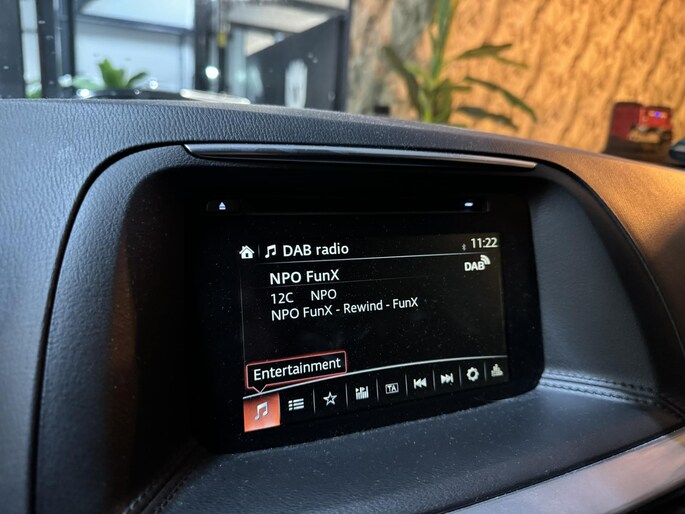 DAB radio
11:22
NPO FunX
DAB
12C NPO
NPO FunX - Rewind - FunX
Entertainment
TA